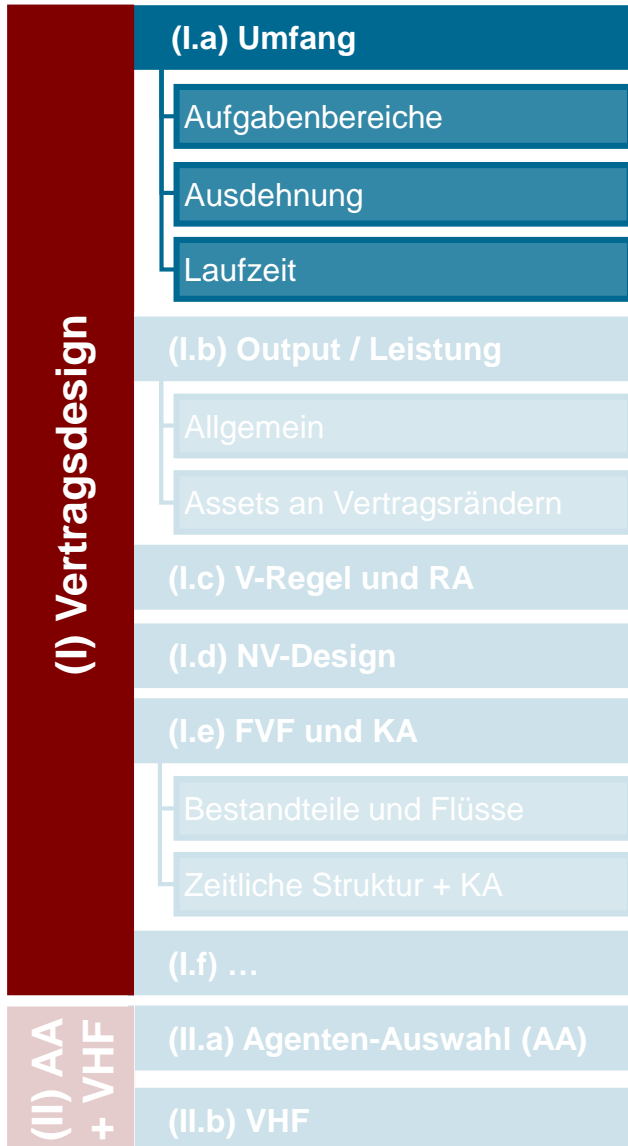 (I) Vertragsdesign
(I.a) Umfang
Aufgabenbereiche
Ausdehnung
Laufzeit
(I.b) Output / Leistung
Allgemein
Assets an Vertragsrändern
(I.c) V-Regel und RA
(I.d) NV-Design
(I.e) FVF und KA
Bestandteile und Flüsse
Zeitliche Struktur + KA
(I.f) …
(II) AA
+ VHF
(II.a) Agenten-Auswahl (AA)
(II.b) VHF